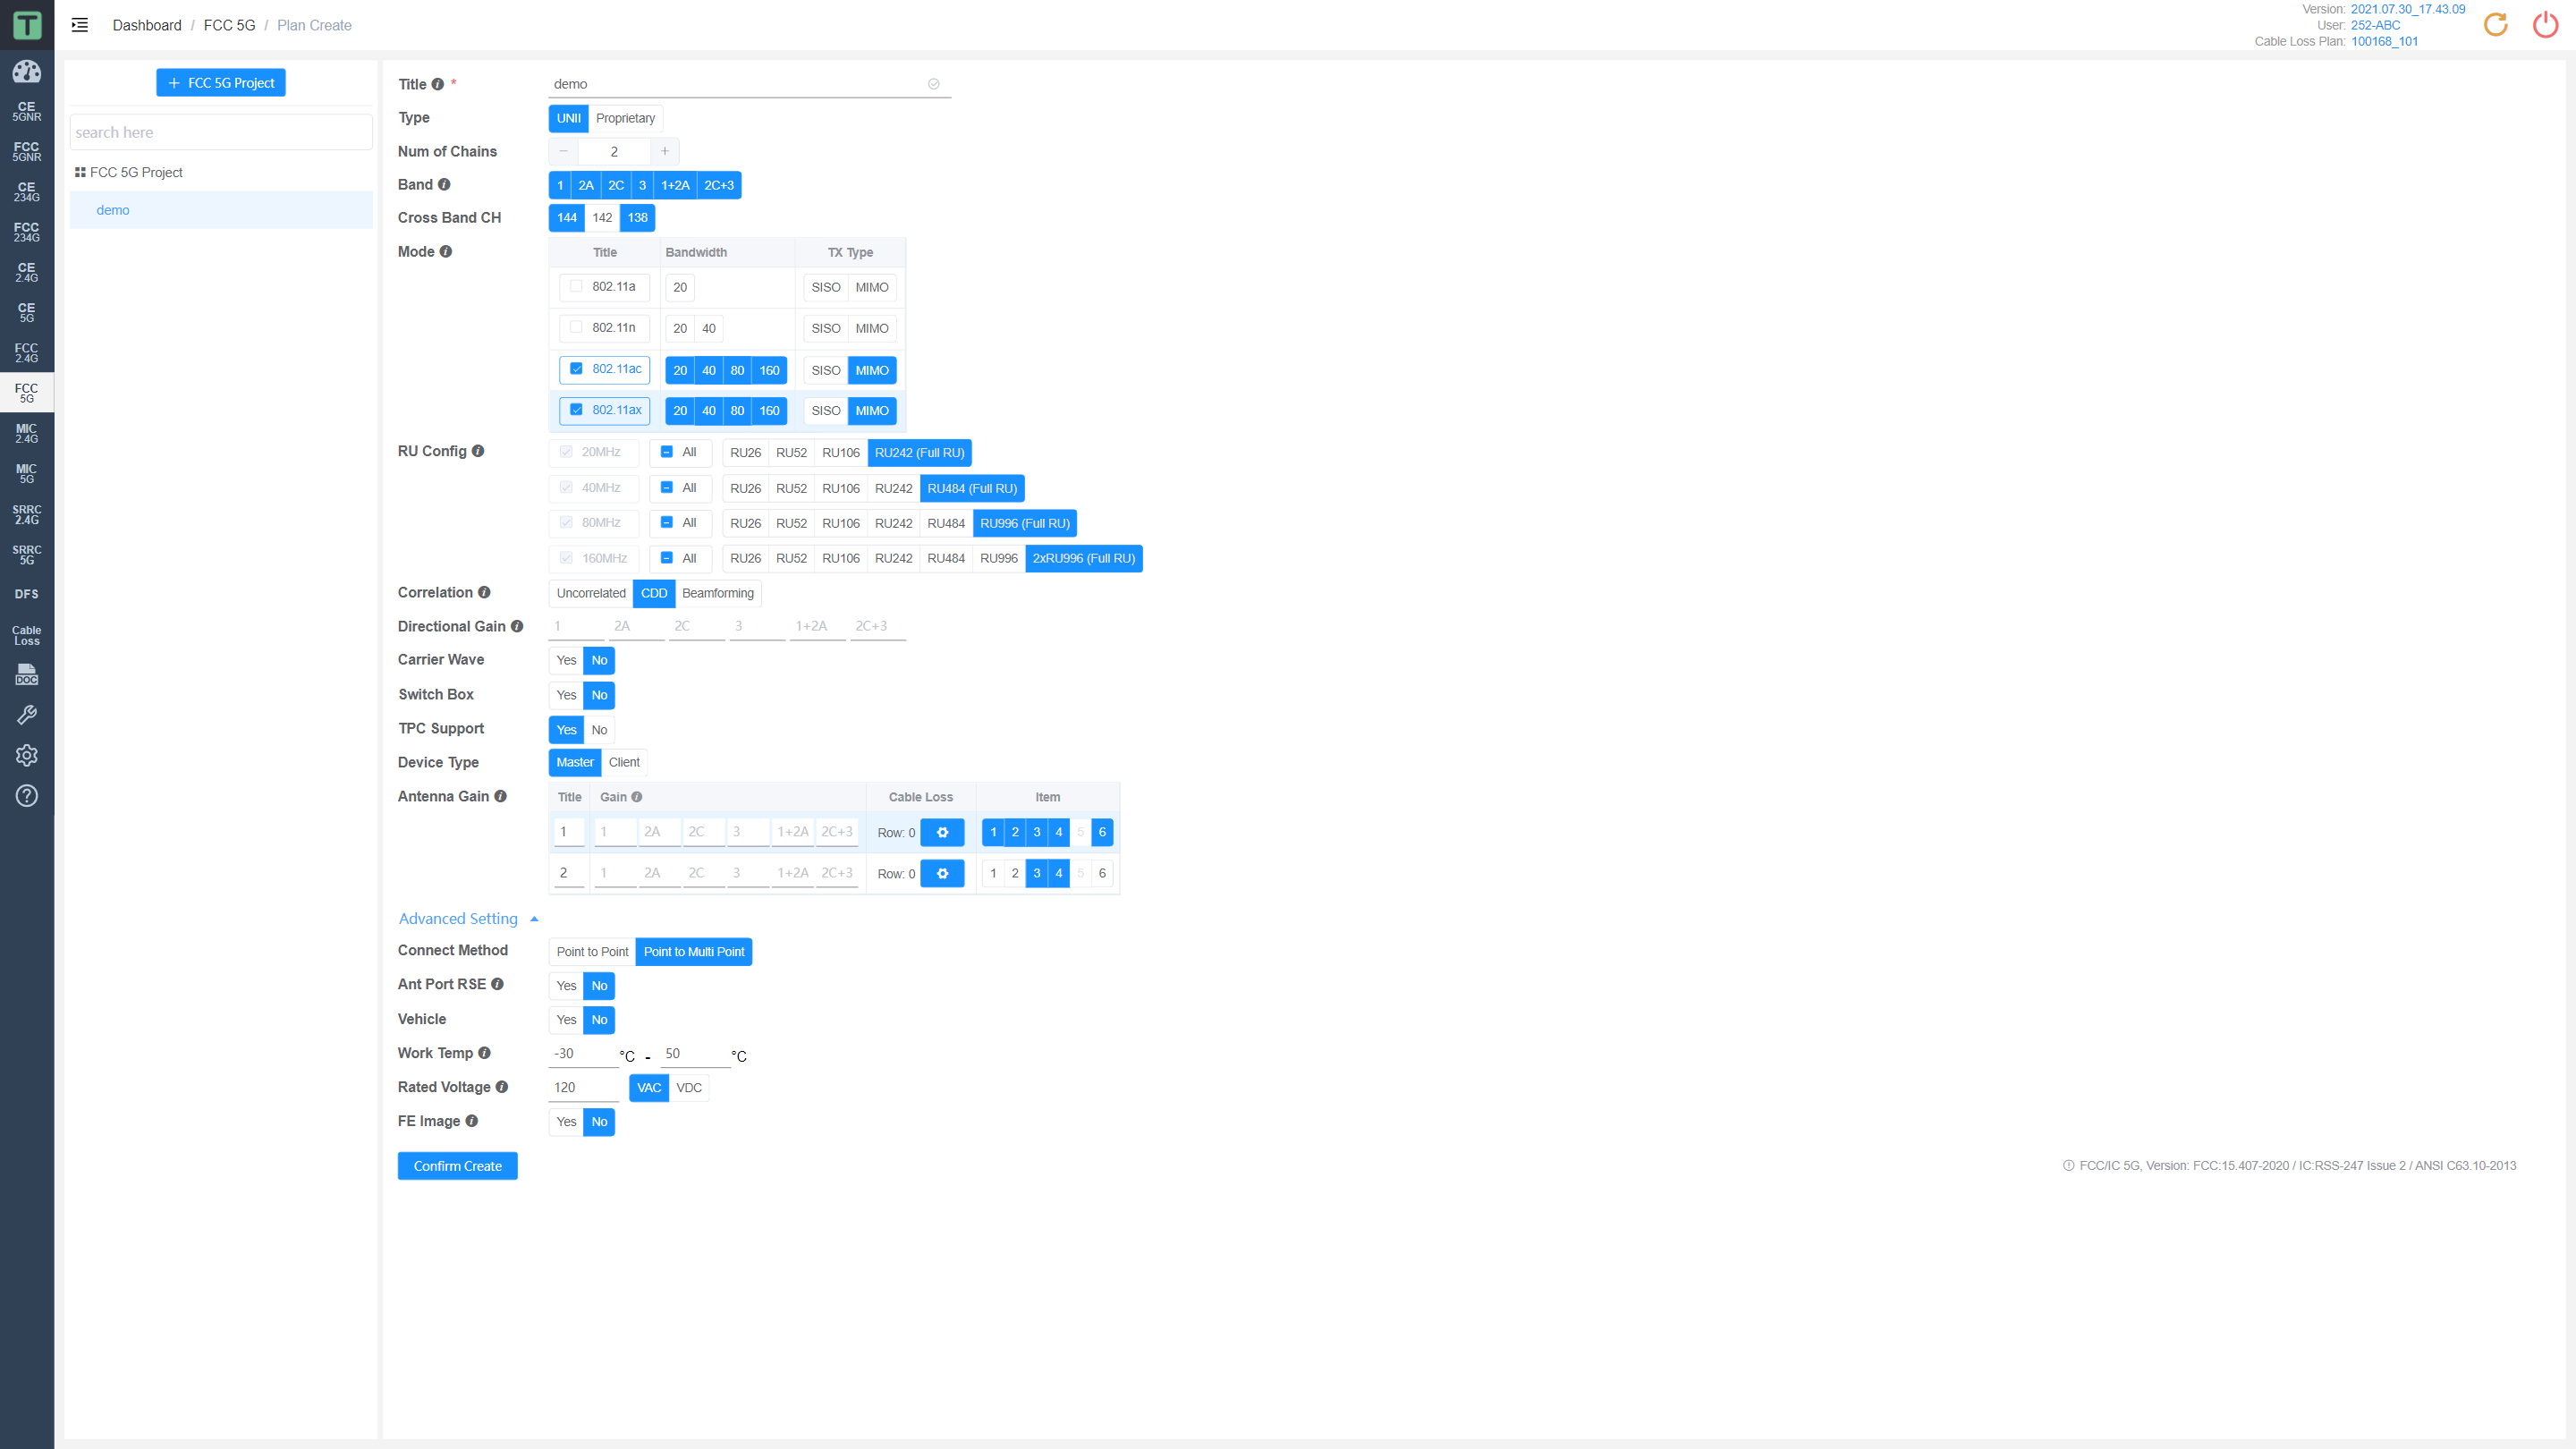 T
Dashboard / FCC 5G / Plan Create
Version: 2021.07.30_17.43.09
User: 252-ABC
Cable Loss Plan: 100168_101
CE
5GNR
FCC
5GNR
CE
234G
FCC
234G
CE
2.4G
CE
5G
FCC
2.4G
FCC
5G
MIC
2.4G
MIC
5G
SRRC
2.4G
SRRC
5G
DFS
Cable
Loss
DOC
+ FCC 5G Project
search here
FCC 5G Project
demo
Title * demo
Type UNII Proprietary
Num of Chains − 2 +
Band 1 2A 2C 3 1+2A 2C+3
Cross Band CH 144 142 138
Mode Title Bandwidth TX Type
802.11a 20 SISO MIMO
802.11n 20 40 SISO MIMO
802.11ac 20 40 80 160 SISO MIMO
802.11ax 20 40 80 160 SISO MIMO
RU Config 20MHz All RU26 RU52 RU106 RU242 (Full RU)
40MHz All RU26 RU52 RU106 RU242 RU484 (Full RU)
80MHz All RU26 RU52 RU106 RU242 RU484 RU996 (Full RU)
160MHz All RU26 RU52 RU106 RU242 RU484 RU996 2xRU996 (Full RU)
Correlation Uncorrelated CDD Beamforming
Directional Gain 1 2A 2C 3 1+2A 2C+3
Carrier Wave Yes No
Switch Box Yes No
TPC Support Yes No
Device Type Master Client
Antenna Gain Title Gain Cable Loss Item
1 1 2A 2C 3 1+2A 2C+3 Row: 0 1 2 3 4 5 6
2 1 2A 2C 3 1+2A 2C+3 Row: 0 1 2 3 4 5 6
Advanced Setting
Connect Method Point to Point Point to Multi Point
Ant Port RSE Yes No
Vehicle Yes No
Work Temp -30 °C - 50 °C
Rated Voltage 120 VAC VDC
FE Image Yes No
Confirm Create
FCC/IC 5G, Version: FCC:15.407-2020 / IC:RSS-247 Issue 2 / ANSI C63.10-2013